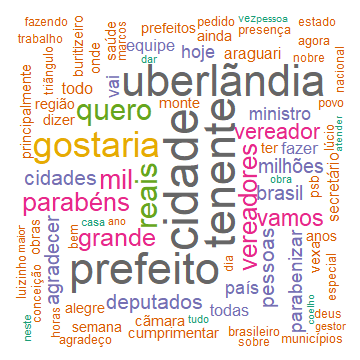 fazendo
trabalho
triângulo
principalmente
região
dizer
buritizeiro
onde
todo
saúde
marcos
vai
prefeitos
equipe
dar
hoje
pedido
ainda
araguari
vez
pessoa
presença
estado
agora
nobre
nacional
uberlândia
quero
monte
ministro
povo
gostaria
cidade
tenente
vereador
ter
fazer
lúcio
atender
cidades
mil
reais
vereadores
milhões
obra
brasil
psb
secretário
parabéns
casa
ano
vamos
anos
luizinho
maior
conceição
obras
agradecer
bem
grande
dia
país
pessoas
parabenizar
vexa
especial
prefeito
neste
horas
alegre
deputados
todas
coelho
deus
gestor
semana
câmara
tudo
agradeço
cumprimentar
brasileiro
sobre
municípios